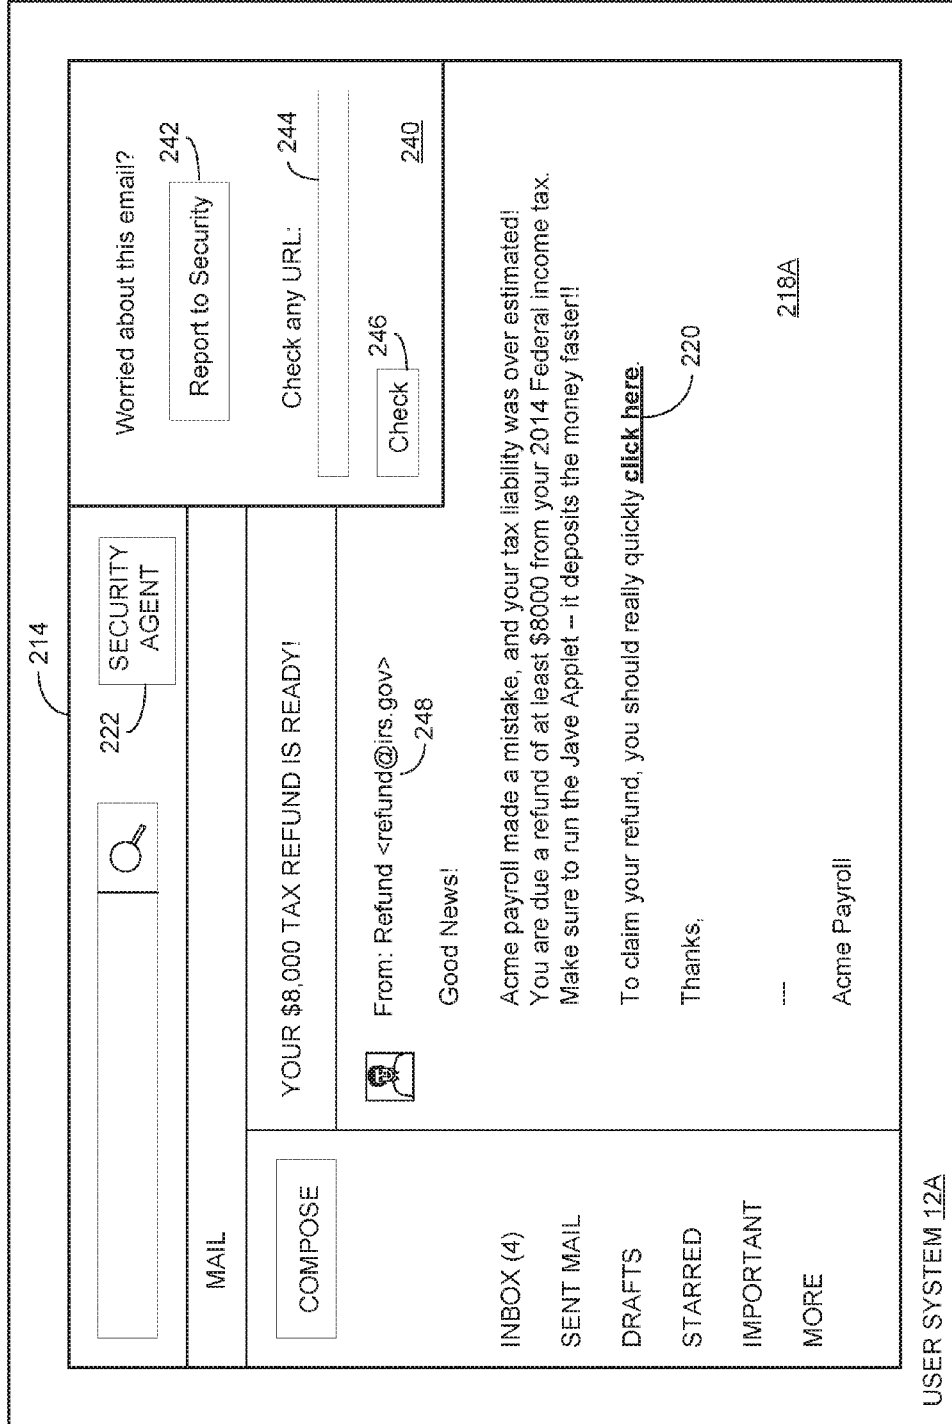 214
222
SECURITY
AGENT
Worried about this email?
242
Report to Security
Check any URL:
244
246
Check
240
MAIL
COMPOSE
YOUR $8,000 TAX REFUND IS READY!
From: Refund <refund@irs.gov>
248
Good News!
Acme payroll made a mistake, and your tax liability was over estimated!
You are due a refund of at least $8000 from your 2014 Federal income tax.
Make sure to run the Jave Applet – it deposits the money faster!!
To claim your refund, you should really quickly click here.
220
Thanks,
218A
---
Acme Payroll
INBOX (4)
SENT MAIL
DRAFTS
STARRED
IMPORTANT
MORE
USER SYSTEM 12A